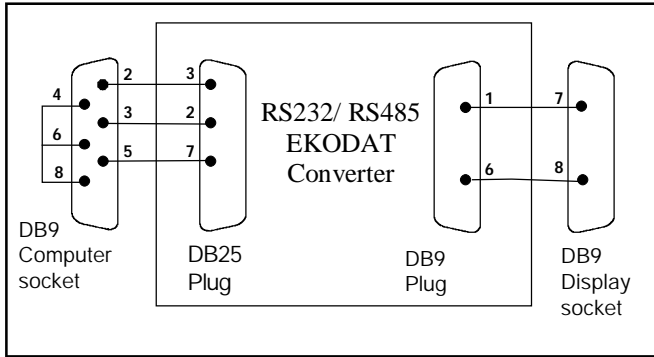 2
3
4
3
2
6
5
7
8
DB9
Computer
socket
DB25
Plug
RS232/ RS485
EKODAT
Converter
1
7
6
8
DB9
Plug
DB9
Display
socket